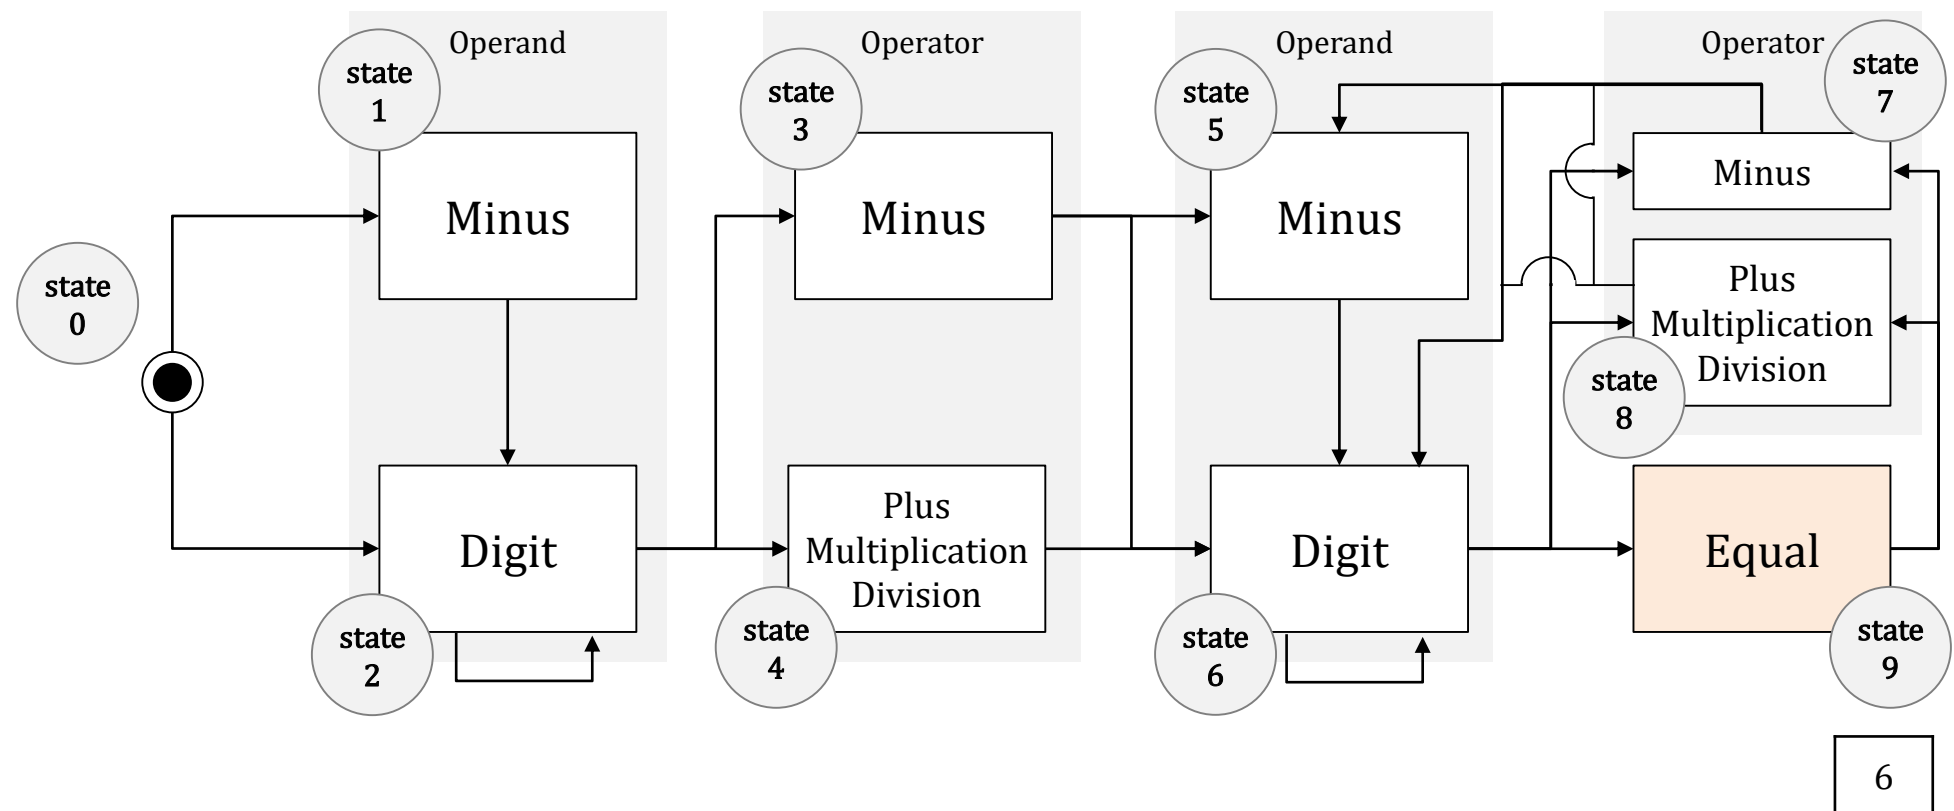 Operand
Operator
Operand
Operator
state
0
state
1
Minus
state
2
Digit
state
3
Minus
state
4
Plus
Multiplication
Division
state
5
Minus
state
6
Digit
state
7
Minus
state
8
Plus
Multiplication
Division
state
9
Equal
6